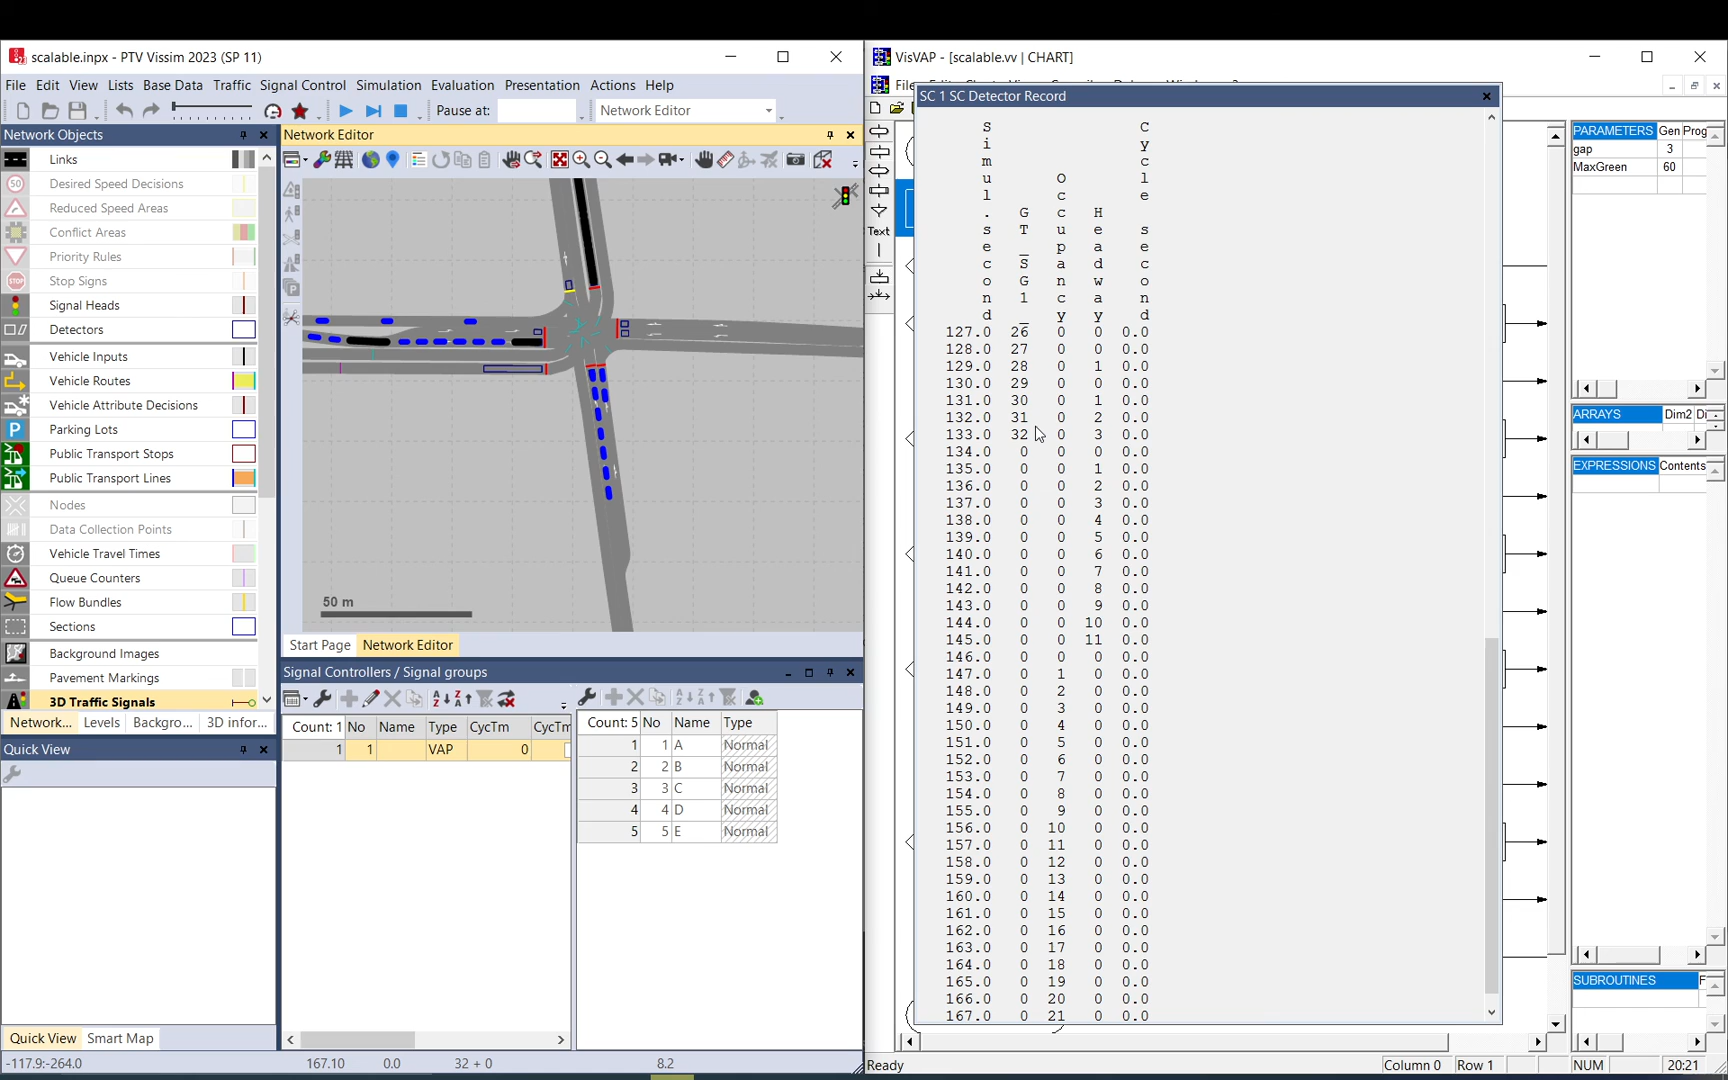 scalable.inpx - PTV Vissim 2023 (SP 11)
File Edit View Lists Base Data Traffic Signal Control Simulation Evaluation Presentation Actions Help
Pause at: Network Editor
Network Objects
Links
50 Desired Speed Decisions
Reduced Speed Areas
Conflict Areas
Priority Rules
STOP Stop Signs
Signal Heads
Detectors
Vehicle Inputs
Vehicle Routes
Vehicle Attribute Decisions
P Parking Lots
Public Transport Stops
Public Transport Lines
Nodes
Data Collection Points
Vehicle Travel Times
Queue Counters
Flow Bundles
Sections
Background Images
Pavement Markings
3D Traffic Signals
Network... Levels Backgro... 3D infor...
Quick View
Quick View Smart Map
-117.9:-264.0 167.10 0.0 32 + 0 8.2
Network Editor
50 m
Start Page Network Editor
Signal Controllers / Signal groups
Count: 1 No Name Type CycTm CycTm
1 1 VAP 0
Count: 5 No Name Type
1 1 A Normal
2 2 B Normal
3 3 C Normal
4 4 D Normal
5 5 E Normal
VisVAP - [scalable.vv | CHART]
File
Text
SC 1 SC Detector Record
Simul.second GT_SG1_ Occupancy Headway Cycle second
127.0 26 0 0 0.0
128.0 27 0 0 0.0
129.0 28 0 1 0.0
130.0 29 0 0 0.0
131.0 30 0 1 0.0
132.0 31 0 2 0.0
133.0 32 0 3 0.0
134.0 0 0 0 0.0
135.0 0 0 1 0.0
136.0 0 0 2 0.0
137.0 0 0 3 0.0
138.0 0 0 4 0.0
139.0 0 0 5 0.0
140.0 0 0 6 0.0
141.0 0 0 7 0.0
142.0 0 0 8 0.0
143.0 0 0 9 0.0
144.0 0 0 10 0.0
145.0 0 0 11 0.0
146.0 0 0 0 0.0
147.0 0 1 0 0.0
148.0 0 2 0 0.0
149.0 0 3 0 0.0
150.0 0 4 0 0.0
151.0 0 5 0 0.0
152.0 0 6 0 0.0
153.0 0 7 0 0.0
154.0 0 8 0 0.0
155.0 0 9 0 0.0
156.0 0 10 0 0.0
157.0 0 11 0 0.0
158.0 0 12 0 0.0
159.0 0 13 0 0.0
160.0 0 14 0 0.0
161.0 0 15 0 0.0
162.0 0 16 0 0.0
163.0 0 17 0 0.0
164.0 0 18 0 0.0
165.0 0 19 0 0.0
166.0 0 20 0 0.0
167.0 0 21 0 0.0
PARAMETERS Gen Prog
gap 3
MaxGreen 60
ARRAYS Dim2
EXPRESSIONS Contents
SUBROUTINES
Ready Column 0 Row 1 NUM 20:21